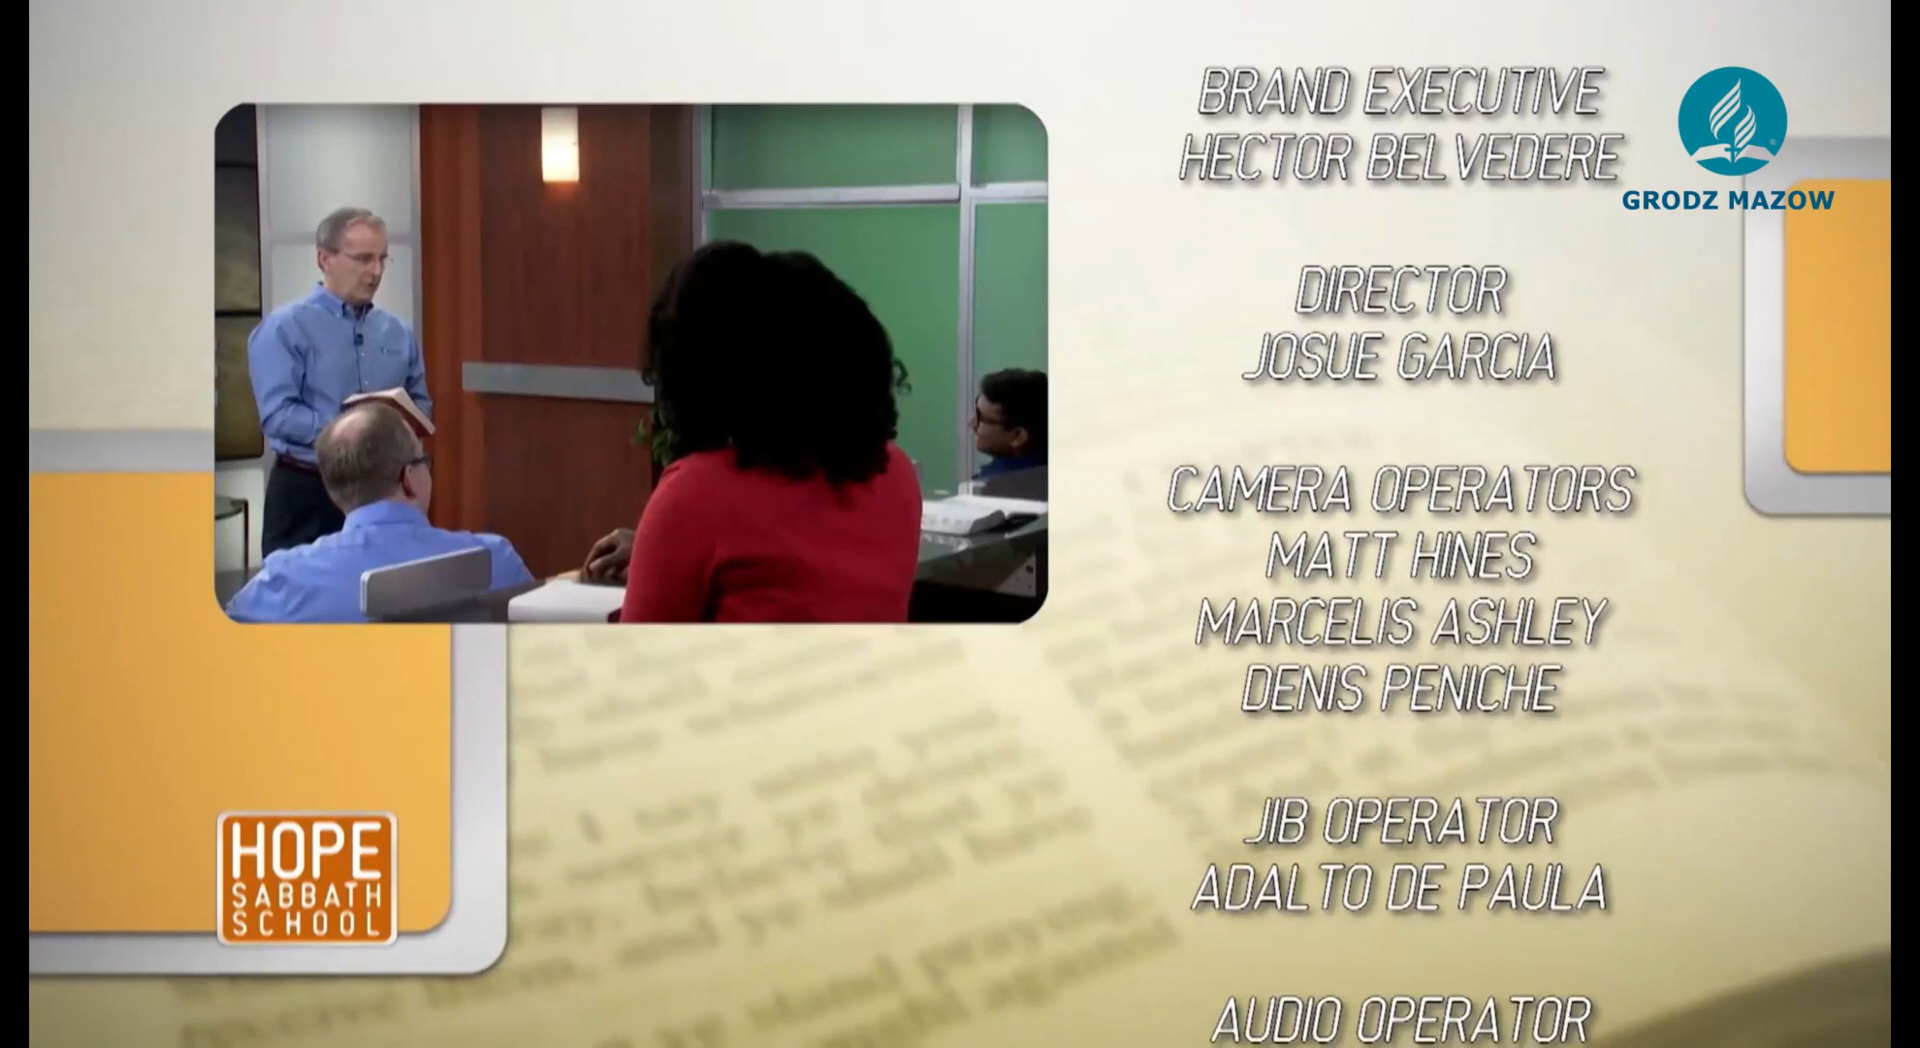 BRAND EXECUTIVE
HECTOR BELVEDERE
GRODZ MAZOW
DIRECTOR
JOSUE GARCIA
CAMERA OPERATORS
MATT HINES
MARCELIS ASHLEY
DENIS PENICHE
JIB OPERATOR
ADALTO DE PAULA
AUDIO OPERATOR
HOPE
SABBATH
SCHOOL